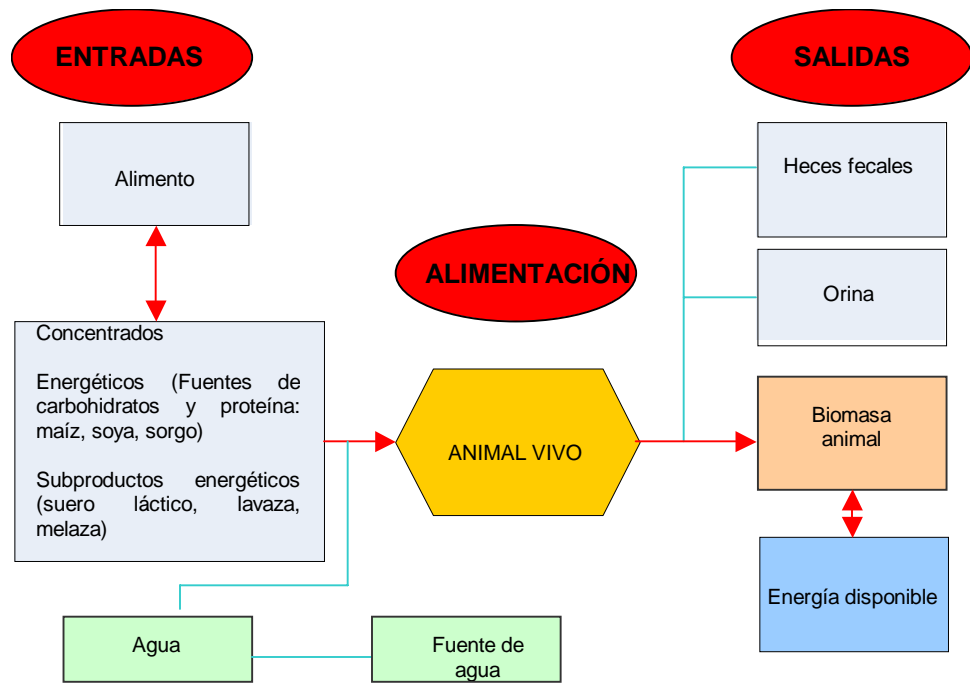 ENTRADAS
SALIDAS
Alimento
Heces fecales
ALIMENTACIÓN
Orina
Concentrados
Energéticos (Fuentes de
carbohidratos y proteína:
maíz, soya, sorgo)
Subproductos energéticos
(suero láctico, lavaza,
melaza)
ANIMAL VIVO
Biomasa
animal
Energía disponible
Agua
Fuente de
agua